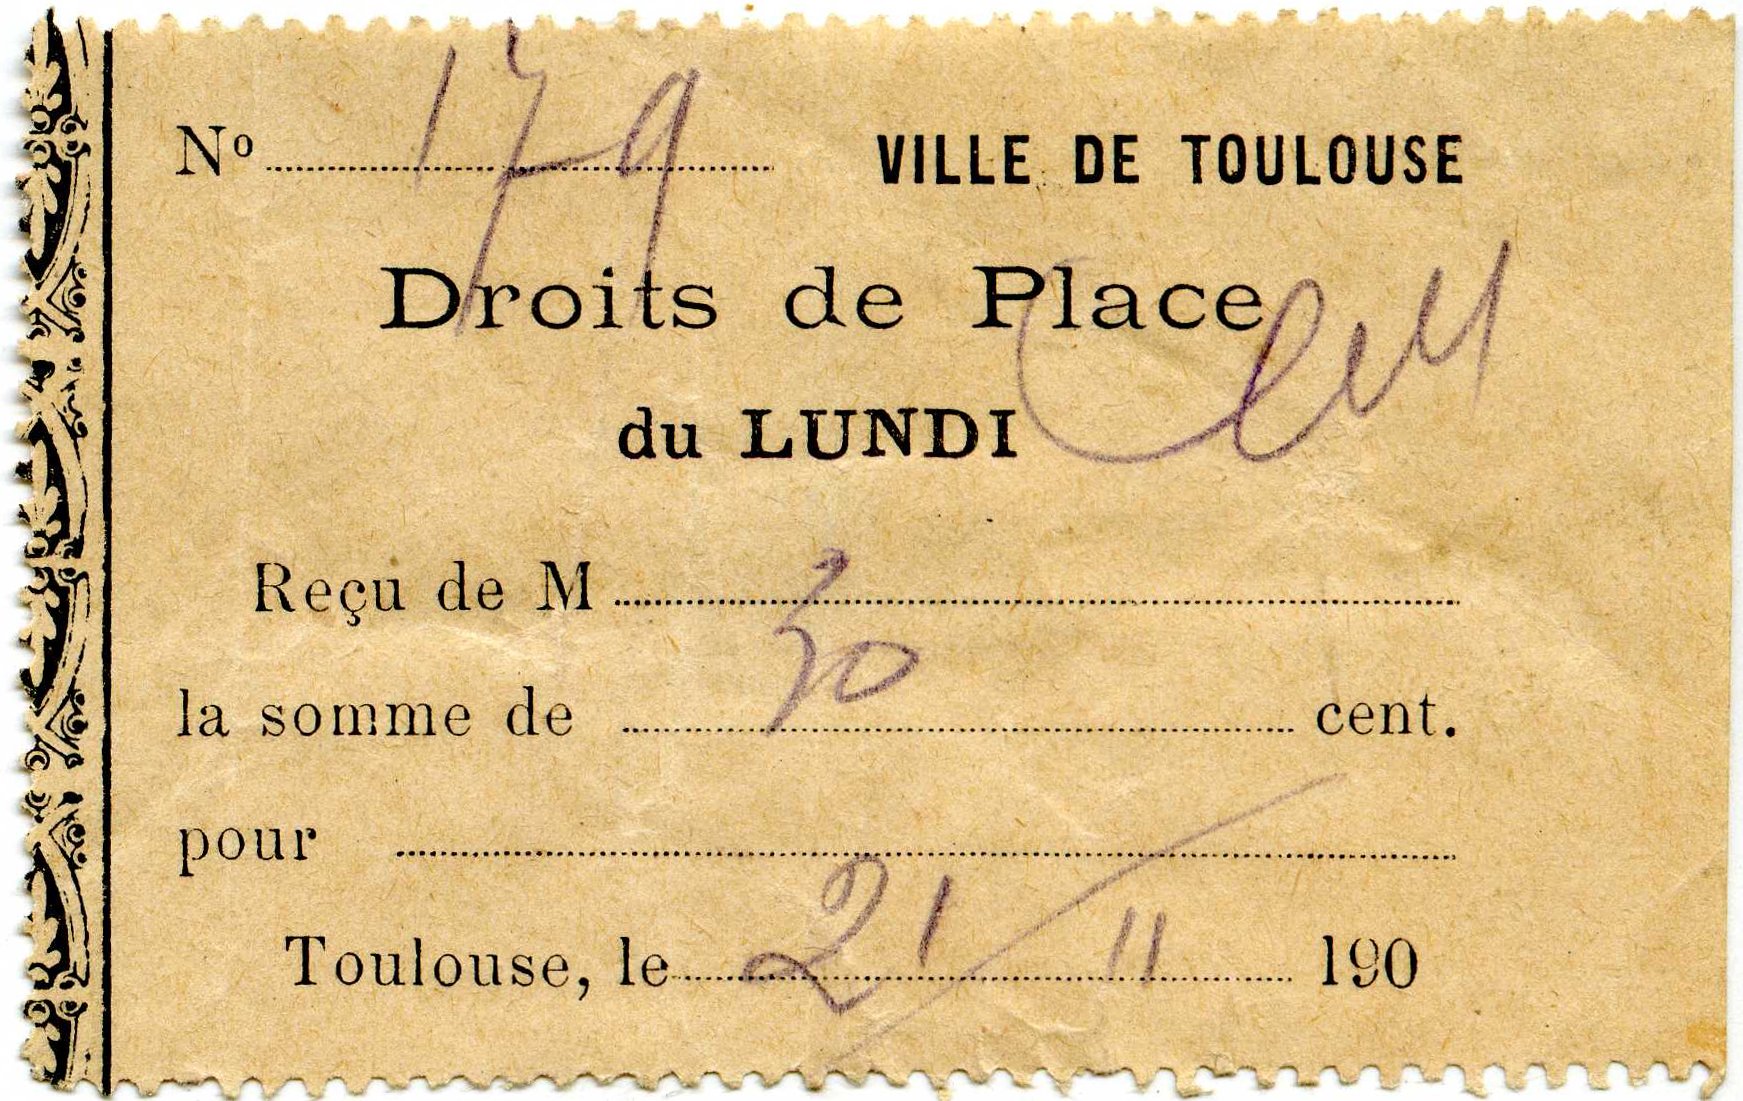 Nº 179 VILLE DE TOULOUSE
Droits de Place
du LUNDI
Reçu de M
la somme de 30 cent.
pour
Toulouse, le 21/11 190